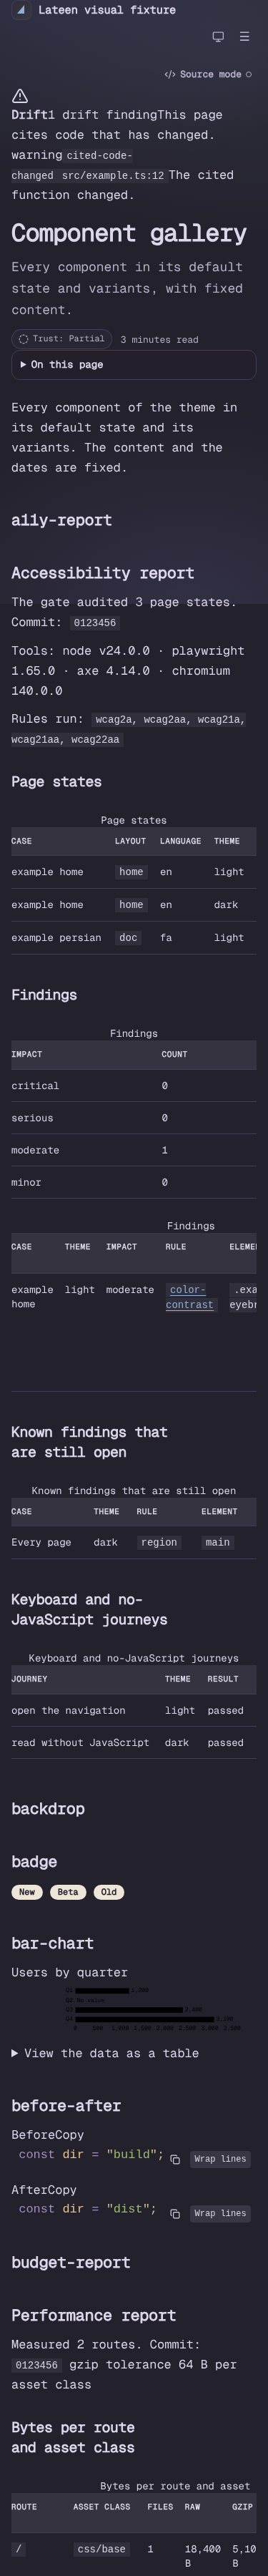 Lateen visual fixture
Source mode
Drift1 drift findingThis page
cites code that has changed.
warning cited-code-
changed src/example.ts:12 The cited
function changed.
Component gallery
Every component in its default
state and variants, with fixed
content.
Trust: Partial 3 minutes read
On this page
Every component of the theme in
its default state and its
variants. The content and the
dates are fixed.
a11y-report
Accessibility report
The gate audited 3 page states.
Commit: 0123456
Tools: node v24.0.0 · playwright
1.65.0 · axe 4.14.0 · chromium
140.0.0
Rules run: wcag2a, wcag2aa, wcag21a,
wcag21aa, wcag22aa
Page states
Page states
CASE LAYOUT LANGUAGE THEME
example home home en light
example home home en dark
example persian doc fa light
Findings
Findings
IMPACT COUNT
critical 0
serious 0
moderate 1
minor 0
Findings
CASE THEME IMPACT RULE ELEME
example light moderate color- .exa
home contrast eyebr
Known findings that
are still open
Known findings that are still open
CASE THEME RULE ELEMENT
Every page dark region main
Keyboard and no-
JavaScript journeys
Keyboard and no-JavaScript journeys
JOURNEY THEME RESULT
open the navigation light passed
read without JavaScript dark passed
backdrop
badge
New Beta Old
bar-chart
Users by quarter
View the data as a table
before-after
BeforeCopy
const dir = "build"; Wrap lines
AfterCopy
const dir = "dist"; Wrap lines
budget-report
Performance report
Measured 2 routes. Commit:
0123456 gzip tolerance 64 B per
asset class
Bytes per route
and asset class
Bytes per route and asset
ROUTE ASSET CLASS FILES RAW GZIP
/ css/base 1 18,400 5,10
B B